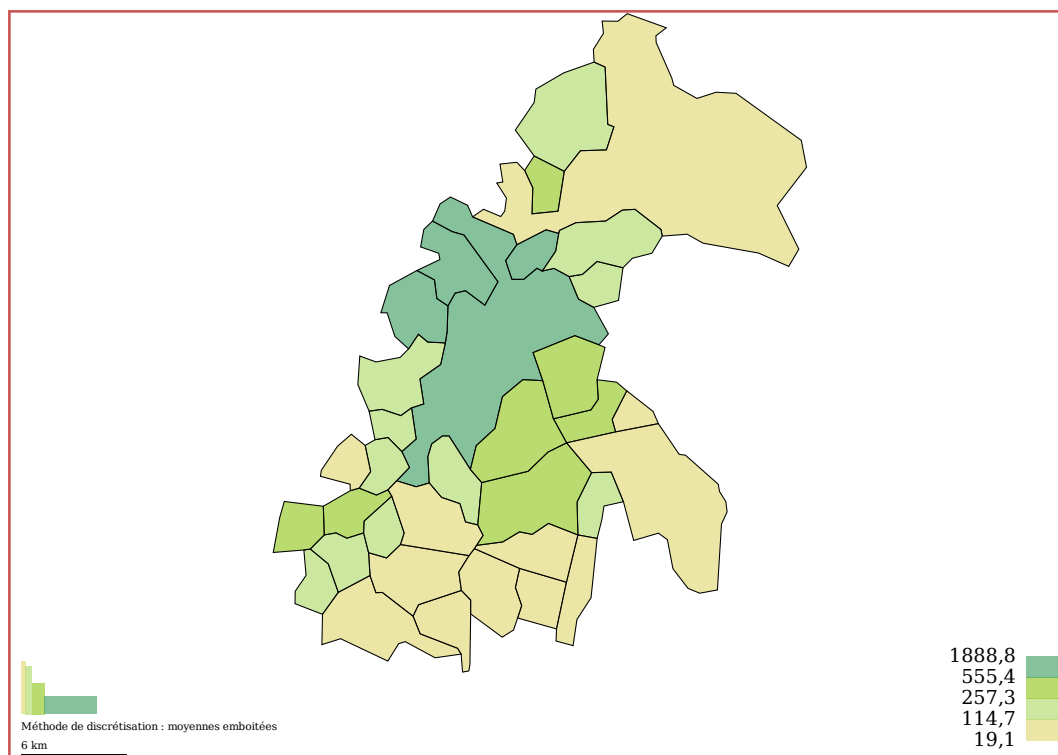 1888,8
555,4
257,3
114,7
19,1
Méthode de discrétisation : moyennes emboitées
6 km